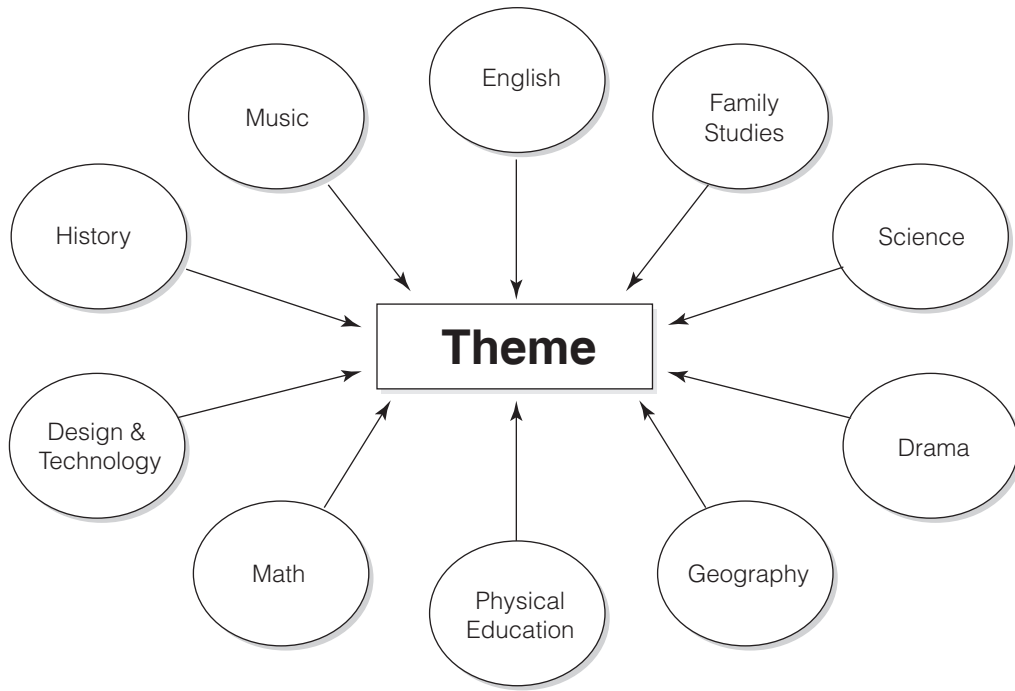 English
Music
Family
Studies
History
Science
Theme
Design &
Technology
Drama
Math
Geography
Physical
Education